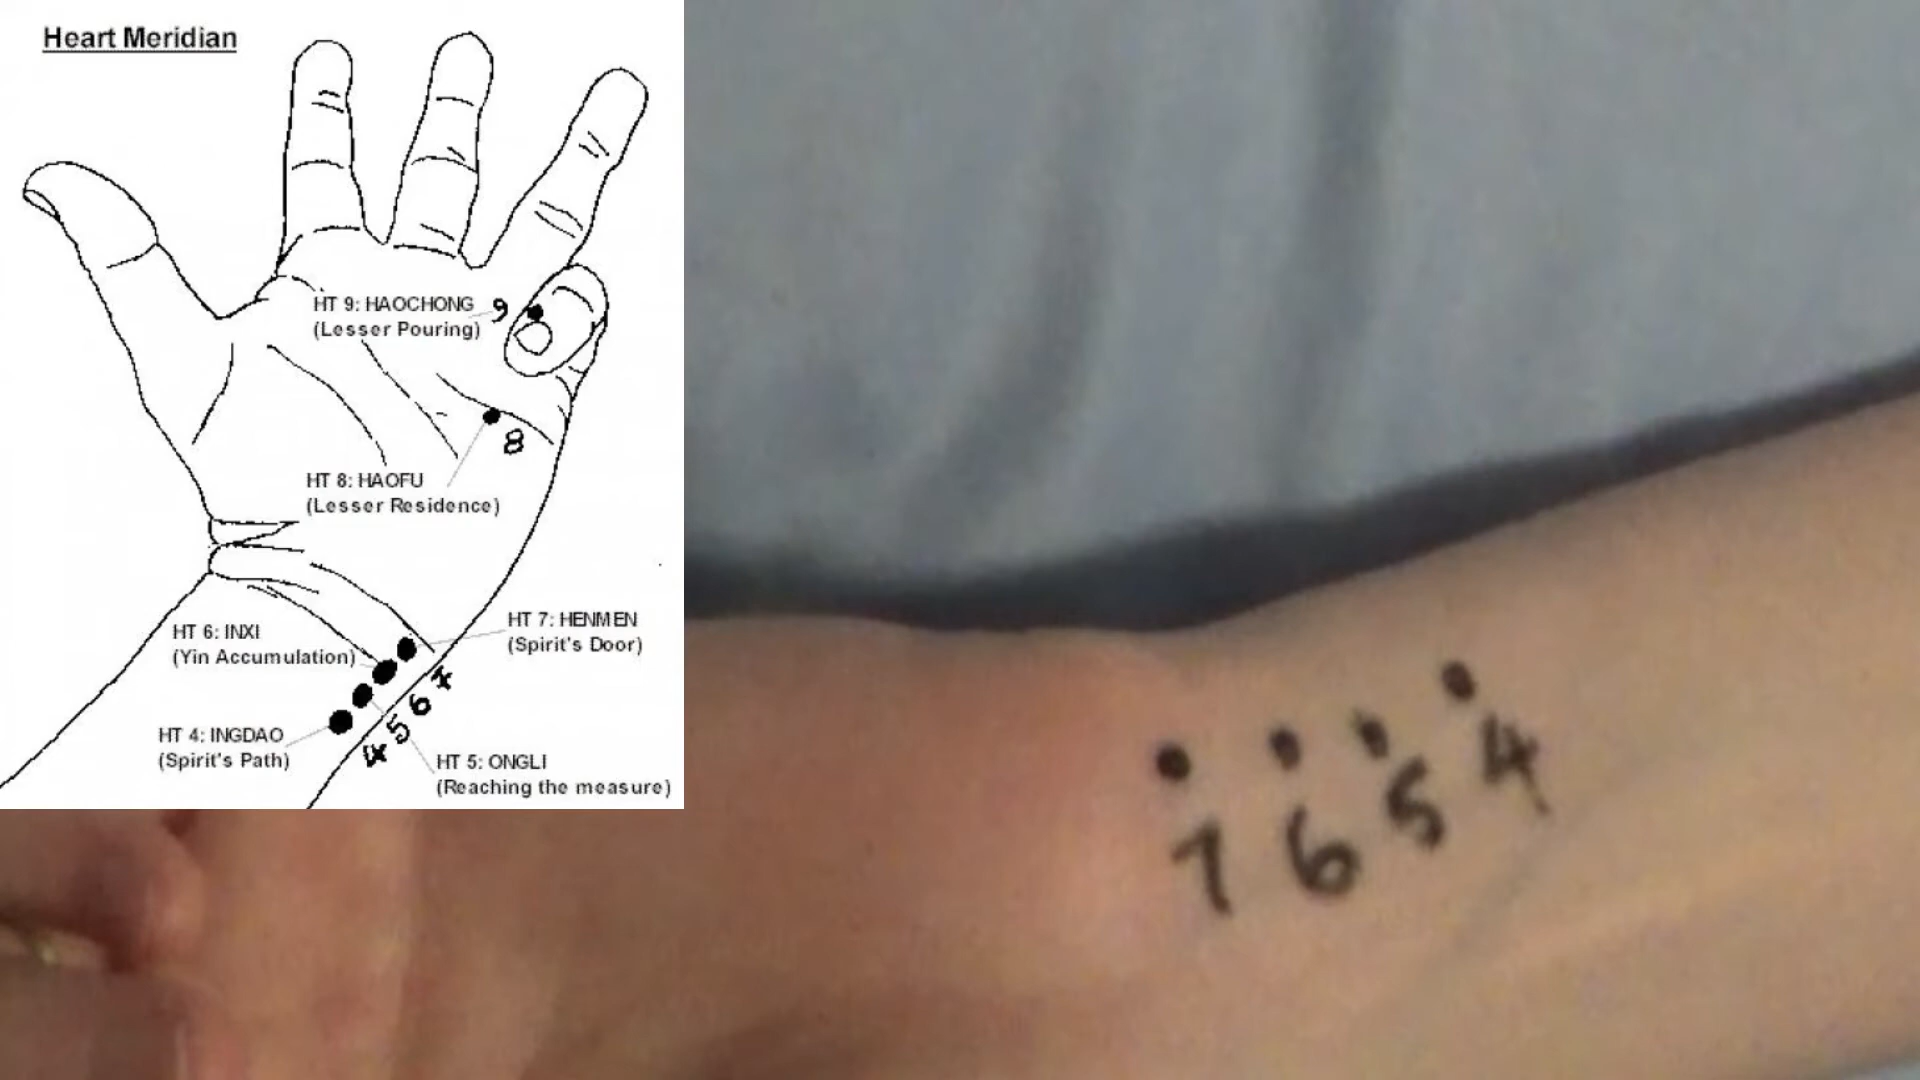 Heart Meridian
HT 9: HAOCHONG 9
(Lesser Pouring)
8
HT 8: HAOFU
(Lesser Residence)
HT 7: HENMEN
(Spirit's Door)
HT 6: INXI
(Yin Accumulation)
7
6
5
4
HT 4: INGDAO
(Spirit's Path)
HT 5: ONGLI
(Reaching the measure)
7 6 5 4